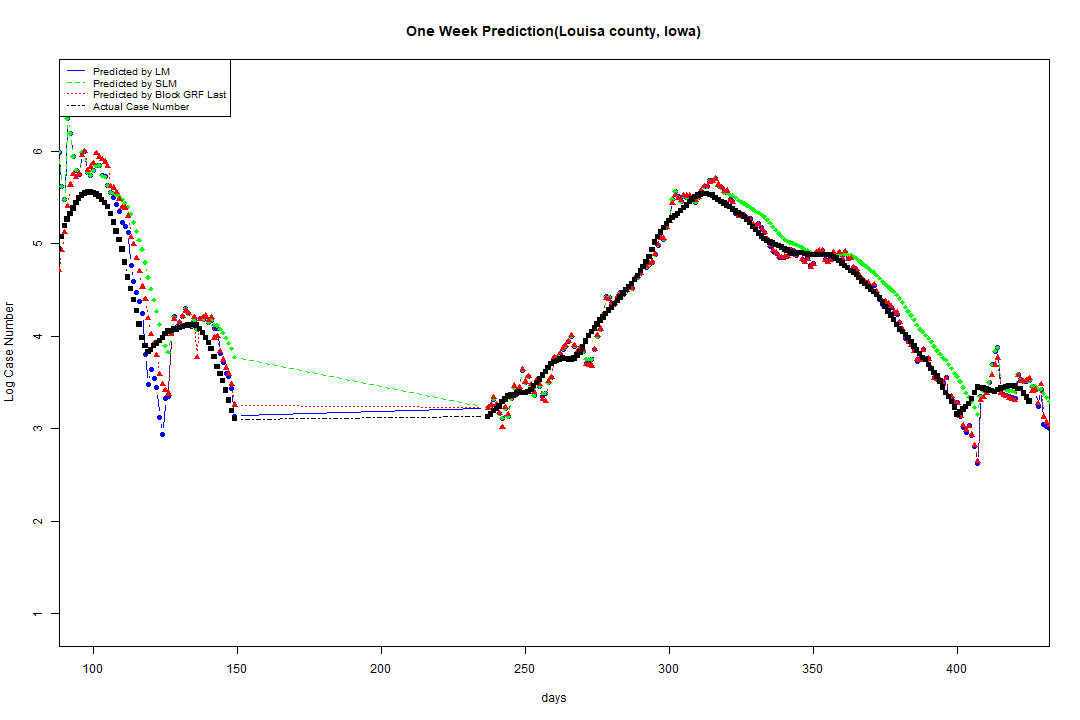 One Week Prediction(Louisa county, Iowa)
Predicted by LM
Predicted by SLM
Predicted by Block GRF Last
Actual Case Number
6
5
4
3
2
1
Log Case Number
100 150 200 250 300 350 400
days